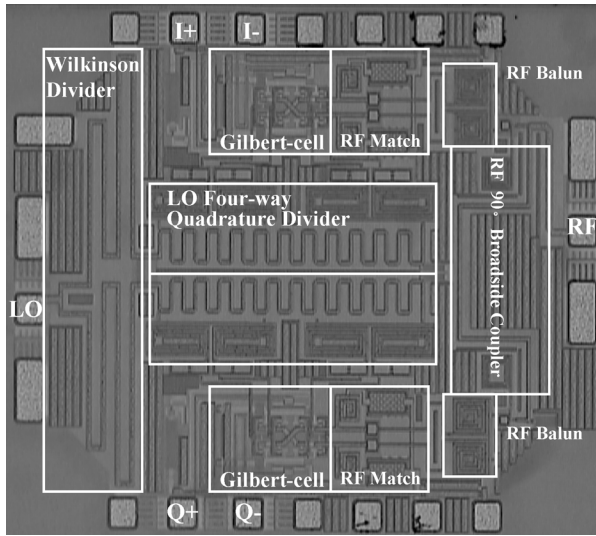 I+ I-
Wilkinson
Divider
RF Balun
Gilbert-cell
RF Match
LO Four-way
Quadrature Divider
RF 90° Broadside Coupler
RF
LO
RF Balun
Gilbert-cell
RF Match
Q+ Q-